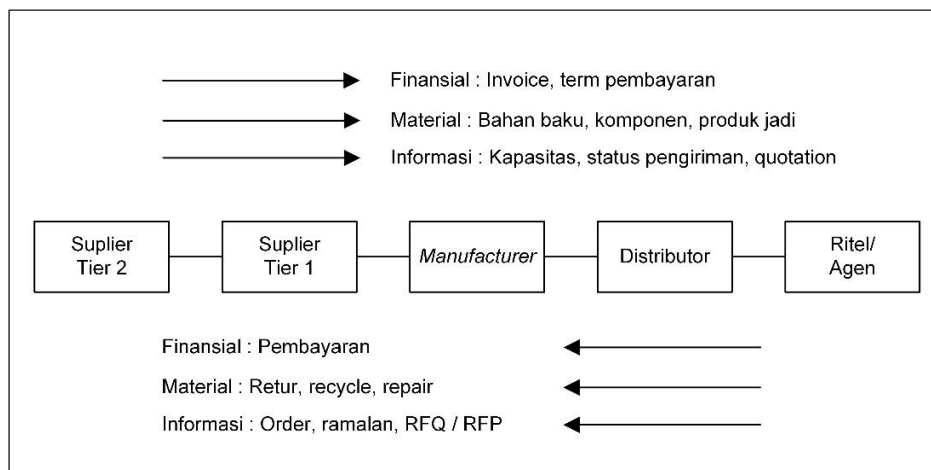 Finansial : Invoice, term pembayaran
Material : Bahan baku, komponen, produk jadi
Informasi : Kapasitas, status pengiriman, quotation
Suplier
Tier 2
Suplier
Tier 1
Manufacturer
Distributor
Ritel/
Agen
Finansial : Pembayaran
Material : Retur, recycle, repair
Informasi : Order, ramalan, RFQ / RFP